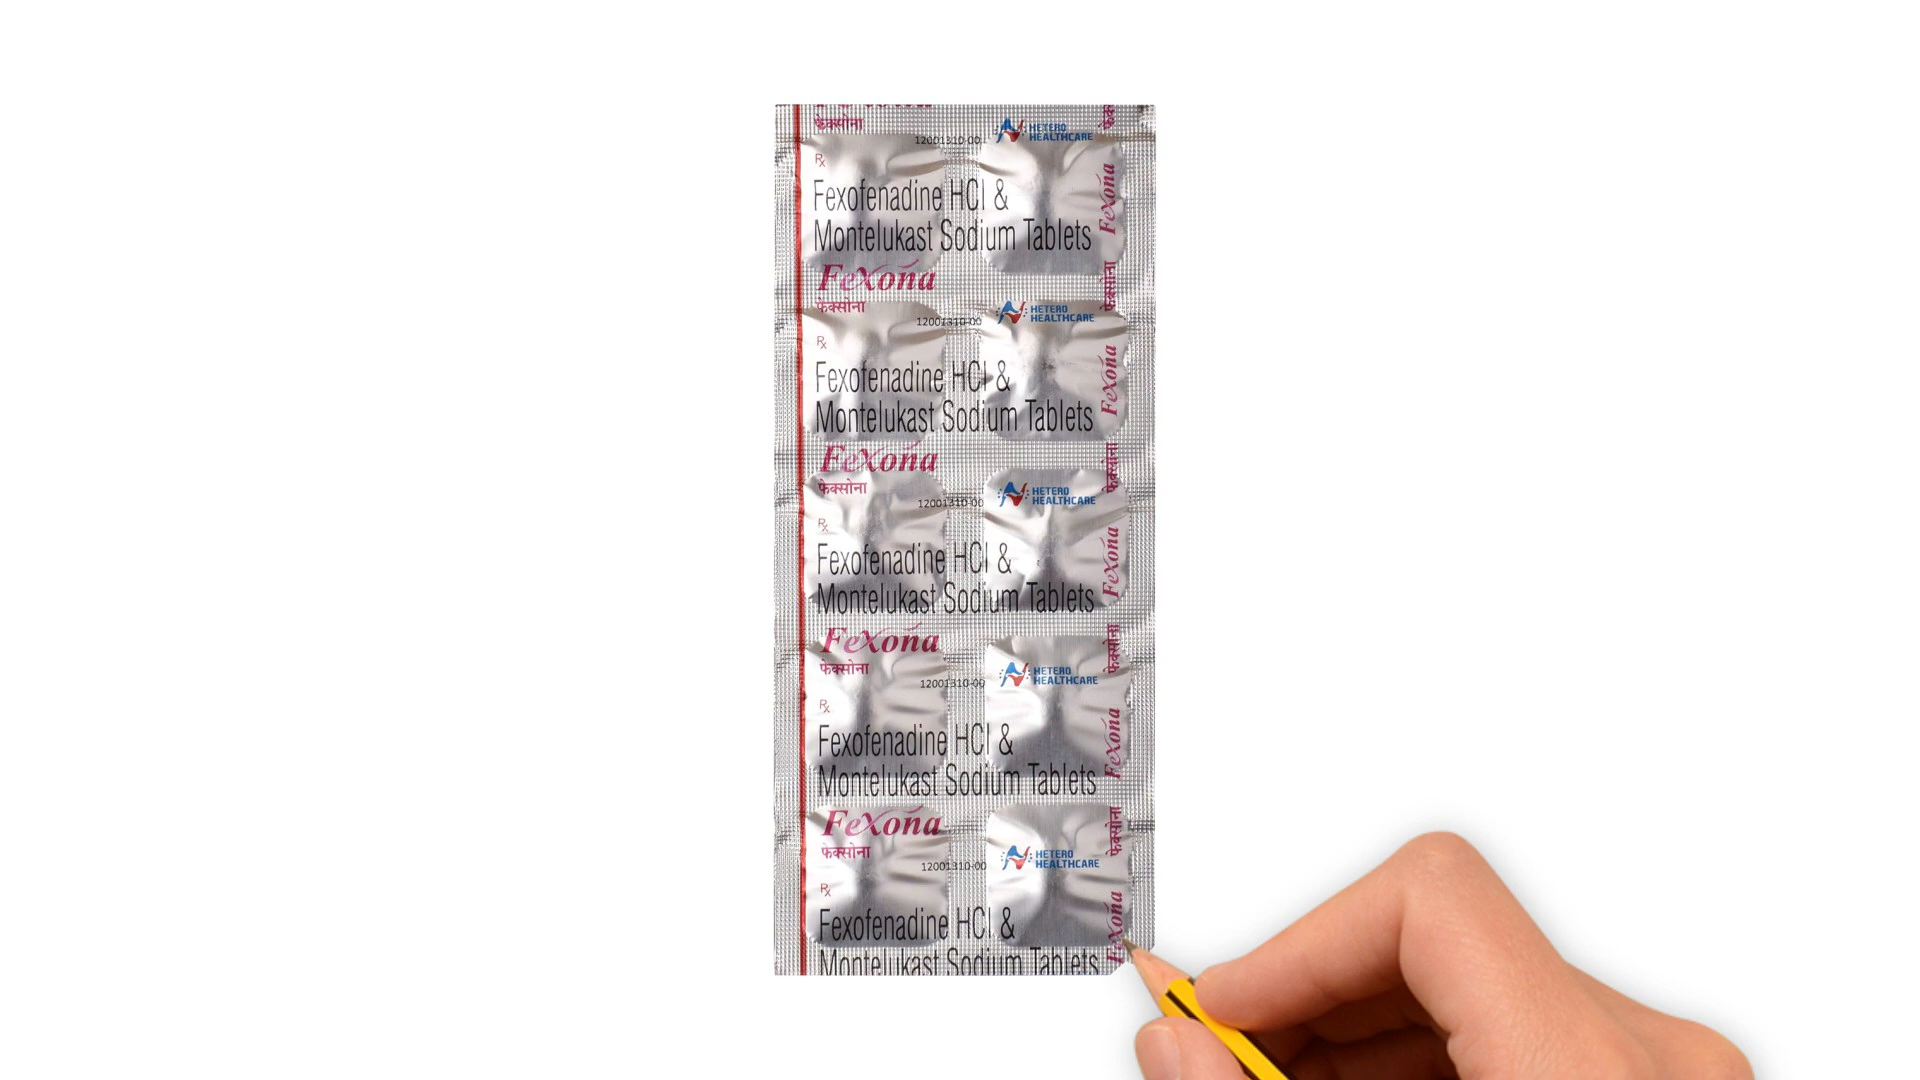 फेक्सोना
12001310-00
HETERO
HEALTHCARE
Rx
Fexofenadine HCl &
Montelukast Sodium Tablets
Fexona
Fexona
फेक्सोना
फेक्सोना
12001310-00
HETERO
HEALTHCARE
Rx
Fexofenadine HCl &
Montelukast Sodium Tablets
Fexona
Fexona
फेक्सोना
फेक्सोना
12001310-00
HETERO
HEALTHCARE
Rx
Fexofenadine HCl &
Montelukast Sodium Tablets
Fexona
Fexona
फेक्सोना
फेक्सोना
12001310-00
HETERO
HEALTHCARE
Rx
Fexofenadine HCl &
Montelukast Sodium Tablets
Fexona
Fexona
फेक्सोना
फेक्सोना
12001310-00
HETERO
HEALTHCARE
Rx
Fexofenadine HCl &
Montelukast Sodium Tablets
Fexona